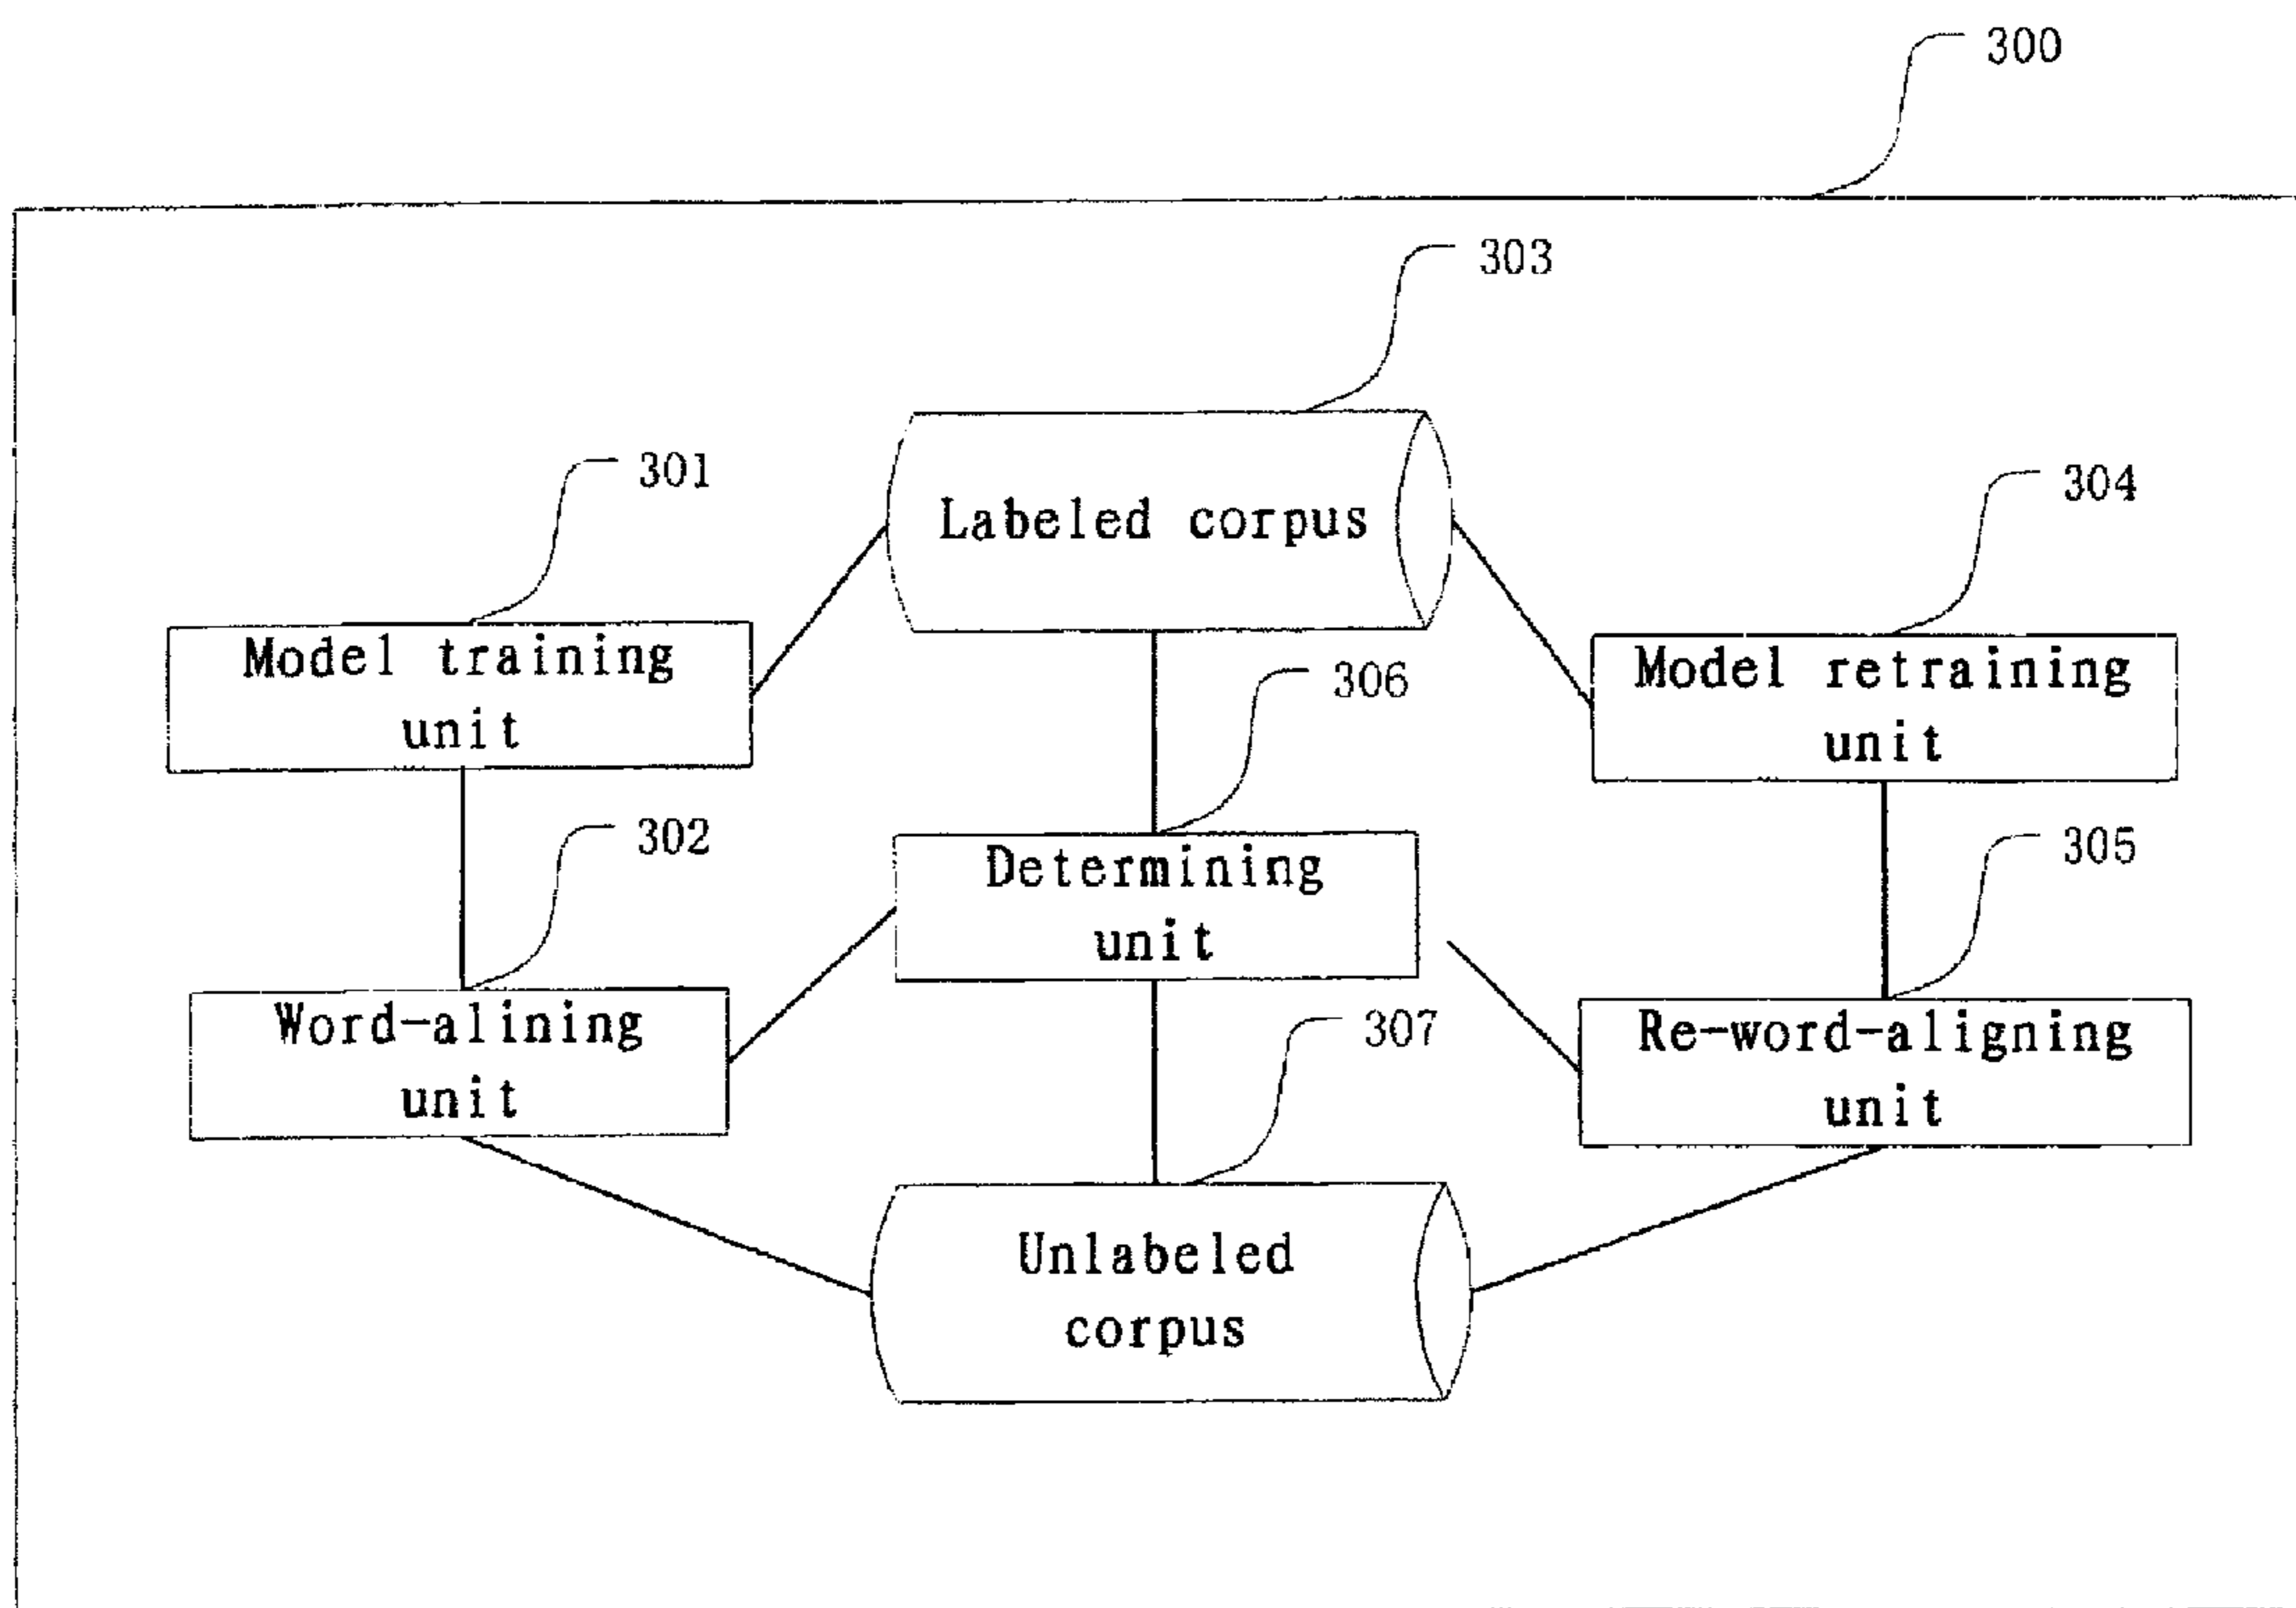 300
303
301
Labeled corpus
304
Model training
unit
306
Model retraining
unit
302
Determining
unit
305
Word-alining
unit
307
Re-word-aligning
unit
Unlabeled
corpus